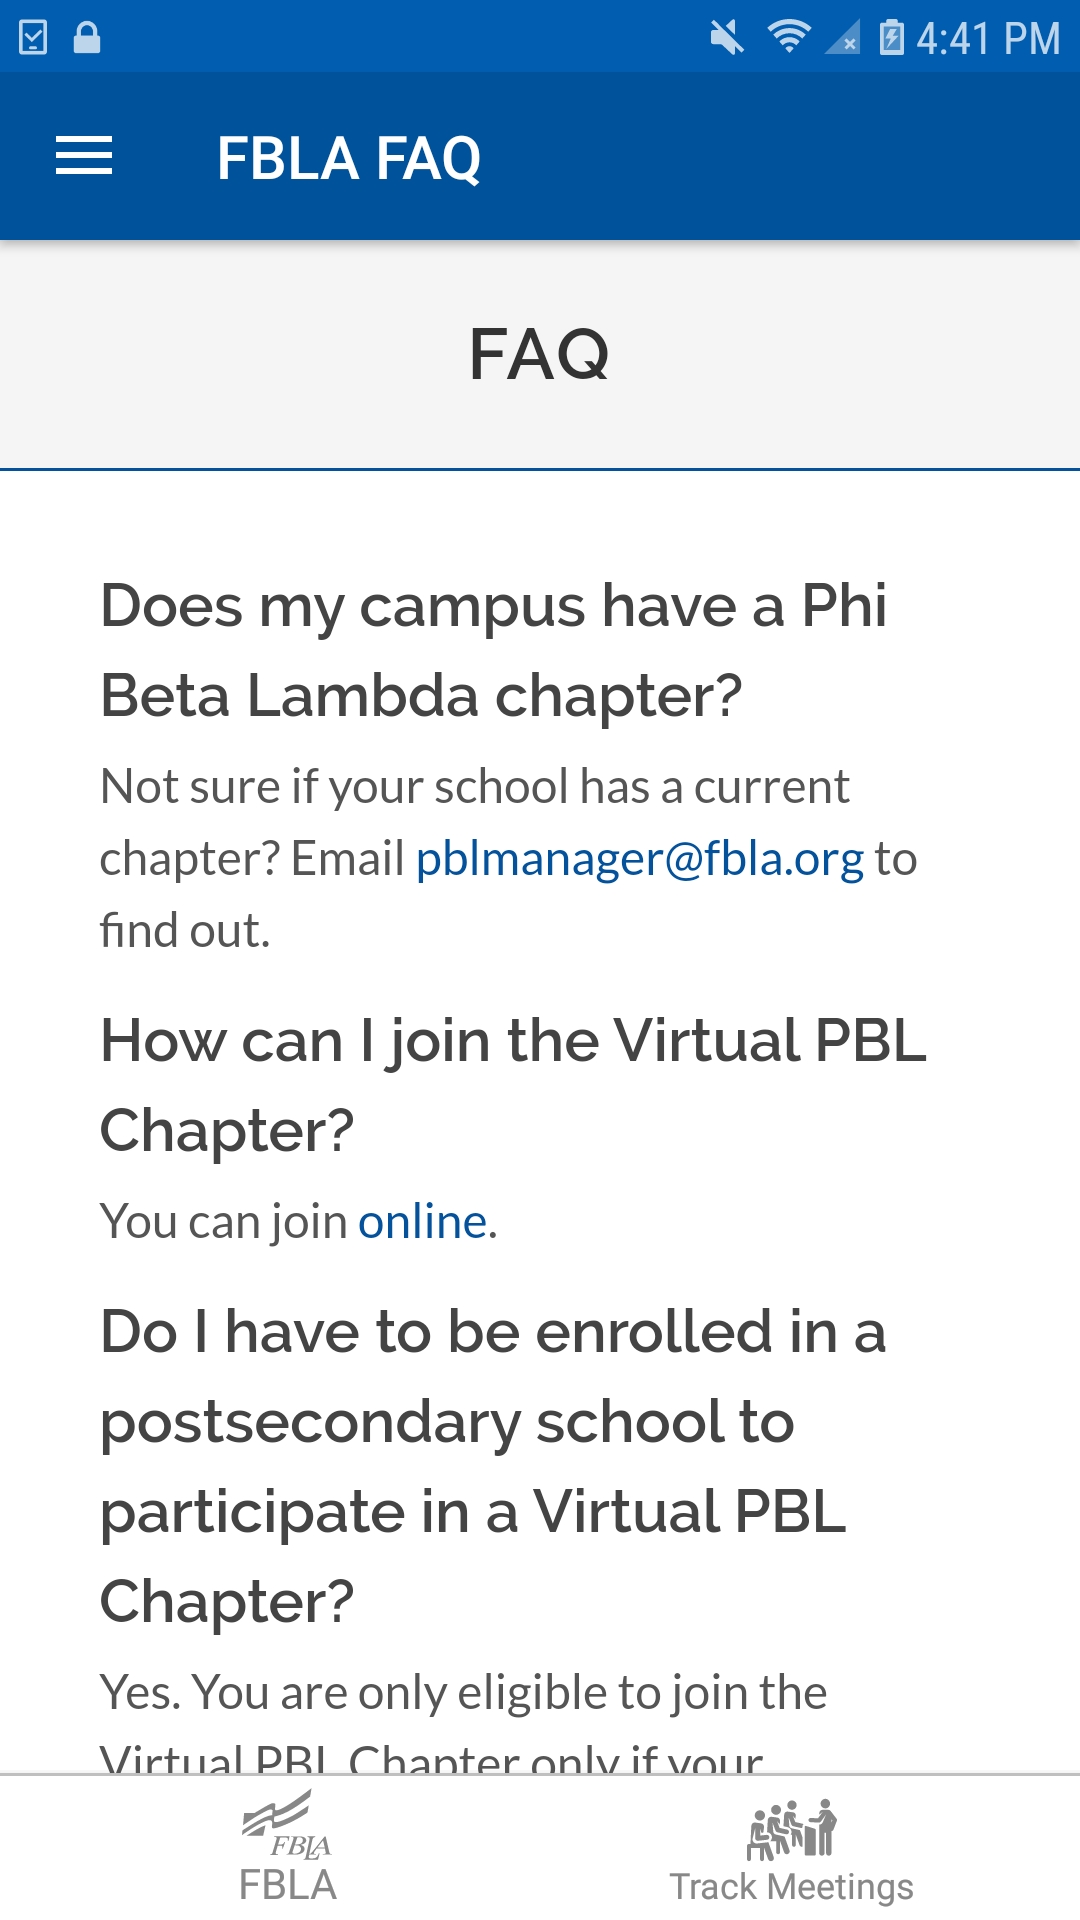 4:41 PM
FBLA FAQ
FAQ
Does my campus have a Phi
Beta Lambda chapter?
Not sure if your school has a current
chapter? Email pblmanager@fbla.org to
find out.
How can I join the Virtual PBL
Chapter?
You can join online.
Do I have to be enrolled in a
postsecondary school to
participate in a Virtual PBL
Chapter?
Yes. You are only eligible to join the
Virtual PBL Chapter only if your
FBLA
FBLA
Track Meetings